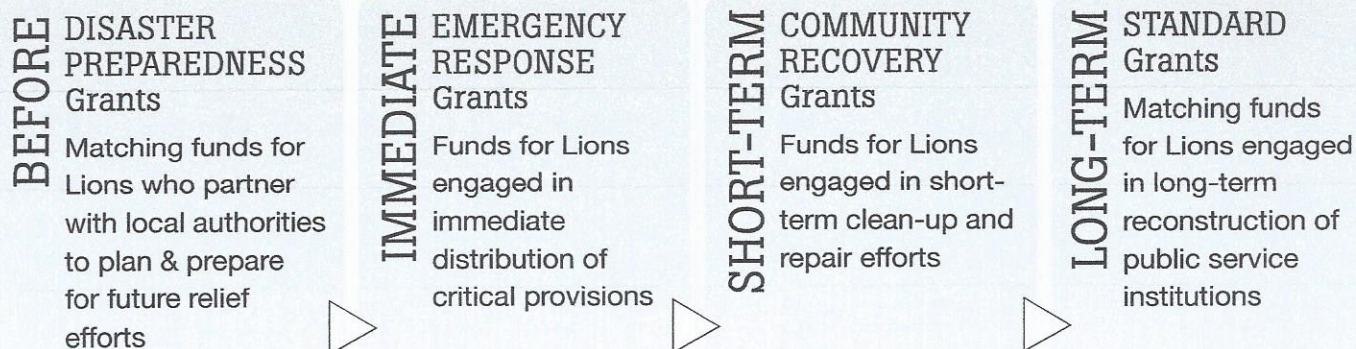 BEFORE
DISASTER
PREPAREDNESS
Grants
Matching funds for
Lions who partner
with local authorities
to plan & prepare
for future relief
efforts
IMMEDIATE
EMERGENCY
RESPONSE
Grants
Funds for Lions
engaged in
immediate
distribution of
critical provisions
SHORT-TERM
COMMUNITY
RECOVERY
Grants
Funds for Lions
engaged in short-
term clean-up and
repair efforts
LONG-TERM
STANDARD
Grants
Matching funds
for Lions engaged
in long-term
reconstruction of
public service
institutions